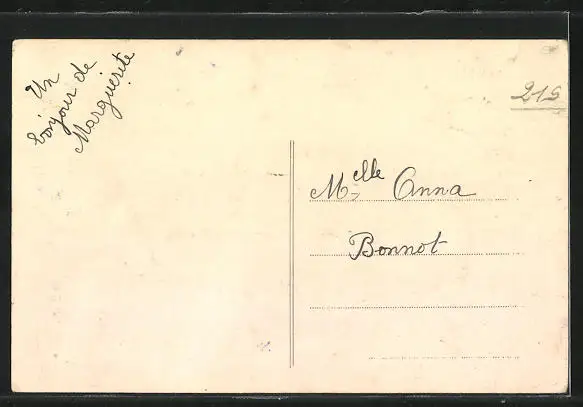 Un
bonjour de
Marguerite
215
Melle Anna
Bonnot